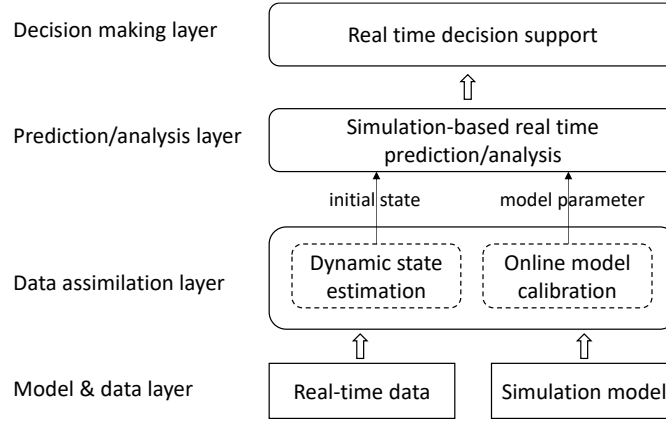 Decision making layer
Real time decision support
Prediction/analysis layer
Simulation-based real time
prediction/analysis
initial state
model parameter
Data assimilation layer
Dynamic state
estimation
Online model
calibration
Model & data layer
Real-time data
Simulation model